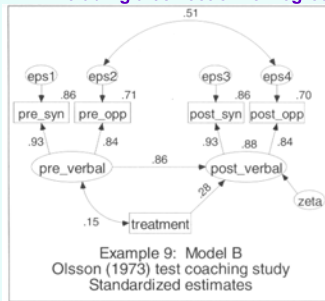 .51
eps1 eps2 eps3 eps4
.86 .71 .86 .70
pre_syn pre_opp post_syn post_opp
.93 .84 .93 .88 .84
pre_verbal .86 post_verbal
.28
zeta
.15
treatment
Example 9: Model B
Olsson (1973) test coaching study
Standardized estimates